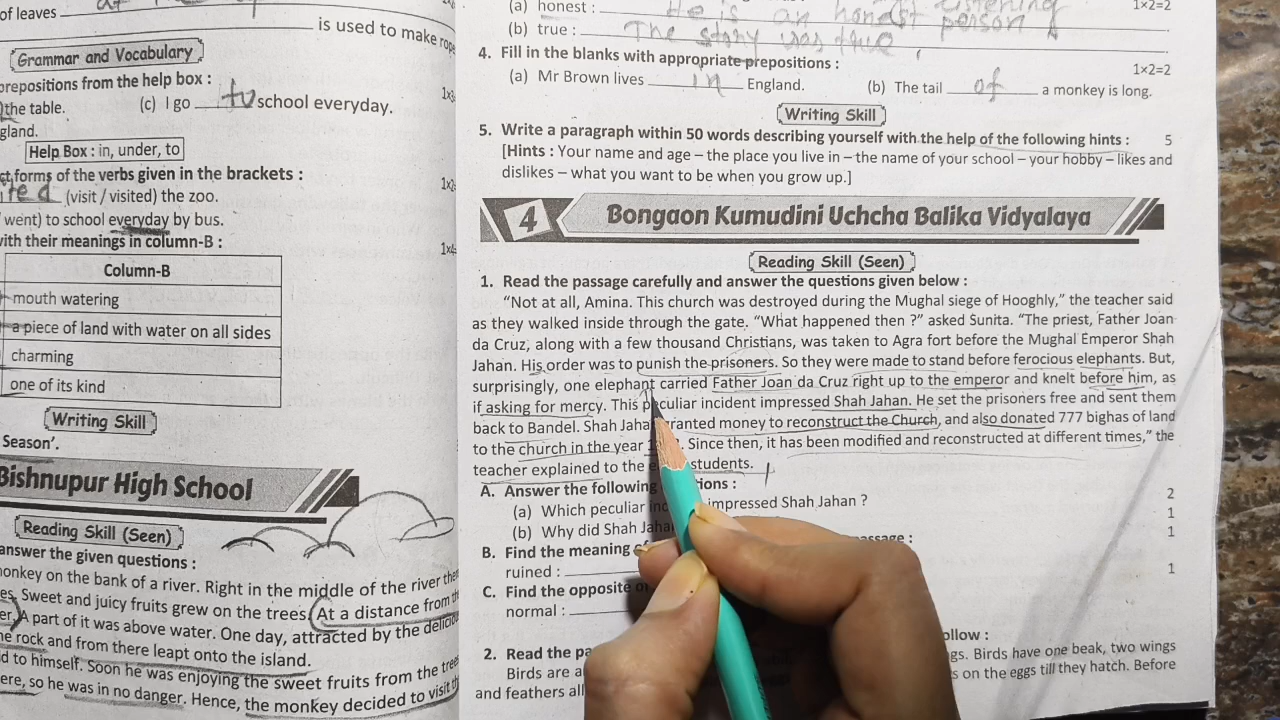 of leaves
is used to make rope
Grammar and Vocabulary
prepositions from the help box :
the table. (c) I go to school everyday.
gland.
Help Box : in, under, to
ct forms of the verbs given in the brackets :
ted (visit / visited) the zoo.
went) to school everyday by bus.
with their meanings in column-B :
Column-B
mouth watering
a piece of land with water on all sides
charming
one of its kind
Writing Skill
Season'.
Bishnupur High School
Reading Skill (Seen)
answer the given questions :
monkey on the bank of a river. Right in the middle of the river
es. Sweet and juicy fruits grew on the trees. At a distance from
er. A part of it was above water. One day, attracted by the
he rock and from there leapt onto the island.
d to himself. Soon he was enjoying the sweet fruits from the
ere, so he was in no danger. Hence, the monkey decided to visit
(a) honest : He is an honest person 1×2=2
(b) true : The story was true
4. Fill in the blanks with appropriate prepositions : 1×2=2
(a) Mr Brown lives in England. (b) The tail of a monkey is long.
Writing Skill
5. Write a paragraph within 50 words describing yourself with the help of the following hints : 5
[Hints : Your name and age – the place you live in – the name of your school – your hobby – likes and
dislikes – what you want to be when you grow up.]
4 Bongaon Kumudini Uchcha Balika Vidyalaya
Reading Skill (Seen)
1. Read the passage carefully and answer the questions given below :
"Not at all, Amina. This church was destroyed during the Mughal siege of Hooghly," the teacher said
as they walked inside through the gate. "What happened then ?" asked Sunita. "The priest, Father Joan
da Cruz, along with a few thousand Christians, was taken to Agra fort before the Mughal Emperor Shah
Jahan. His order was to punish the prisoners. So they were made to stand before ferocious elephants. But,
surprisingly, one elephant carried Father Joan da Cruz right up to the emperor and knelt before him, as
if asking for mercy. This peculiar incident impressed Shah Jahan. He set the prisoners free and sent them
back to Bandel. Shah Jaha ranted money to reconstruct the Church, and also donated 777 bighas of land
to the church in the year Since then, it has been modified and reconstructed at different times," the
teacher explained to the students.
A. Answer the following tions :
(a) Which peculiar inc impressed Shah Jahan ? 2
(b) Why did Shah Jaha 1
B. Find the meaning passage : 1
ruined :
C. Find the opposite 1
normal :
2. Read the pa ollow :
Birds are a gs. Birds have one beak, two wings
and feathers all s on the eggs till they hatch. Before